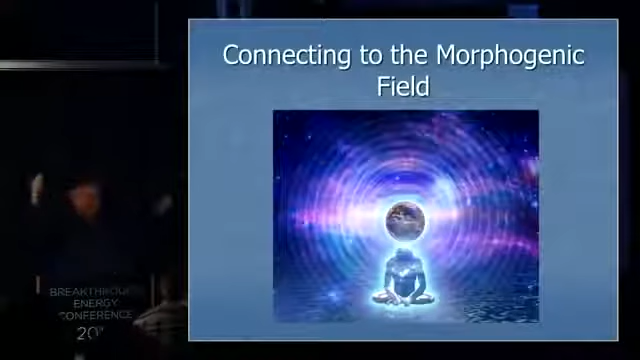 Connecting to the Morphogenic
Field
BREAKTHROUGH
ENERGY
CONFERENCE